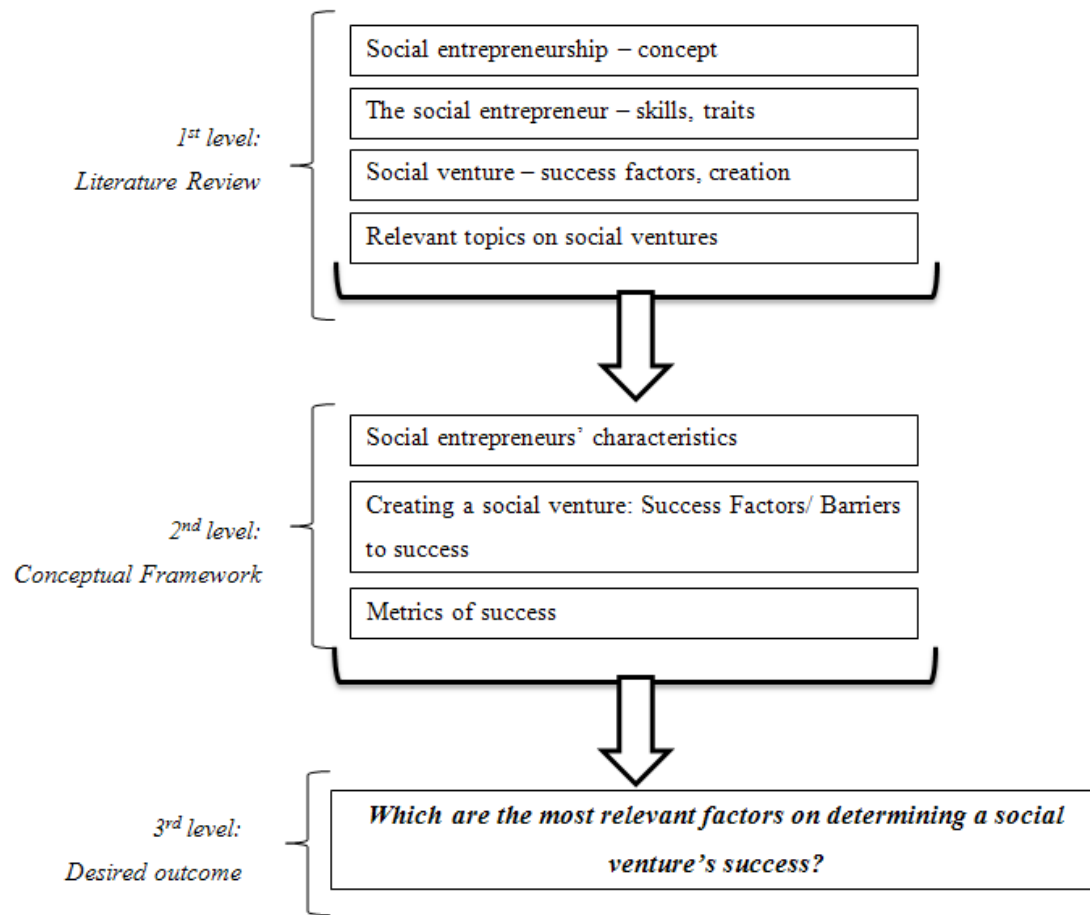 Social entrepreneurship – concept
The social entrepreneur – skills, traits
1st level:
Literature Review
Social venture – success factors, creation
Relevant topics on social ventures
Social entrepreneurs’ characteristics
2nd level:
Conceptual Framework
Creating a social venture: Success Factors/ Barriers
to success
Metrics of success
3rd level:
Desired outcome
Which are the most relevant factors on determining a social
venture’s success?